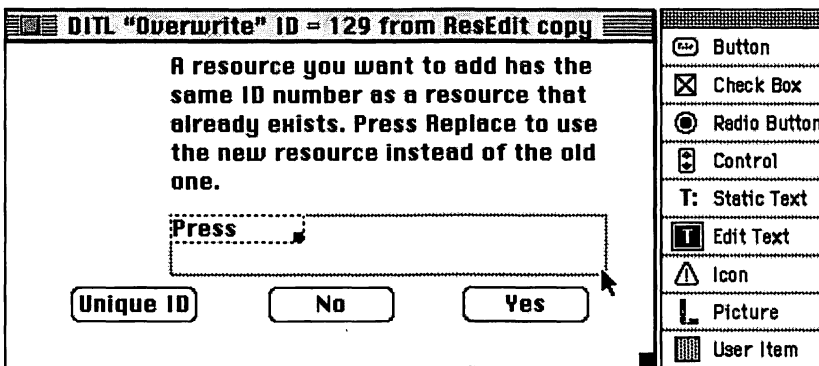 DITL "Overwrite" ID = 129 from ResEdit copy
A resource you want to add has the
same ID number as a resource that
already exists. Press Replace to use
the new resource instead of the old
one.
Press
Unique ID
No
Yes
Button
Check Box
Radio Button
Control
T: Static Text
T Edit Text
Icon
Picture
User Item